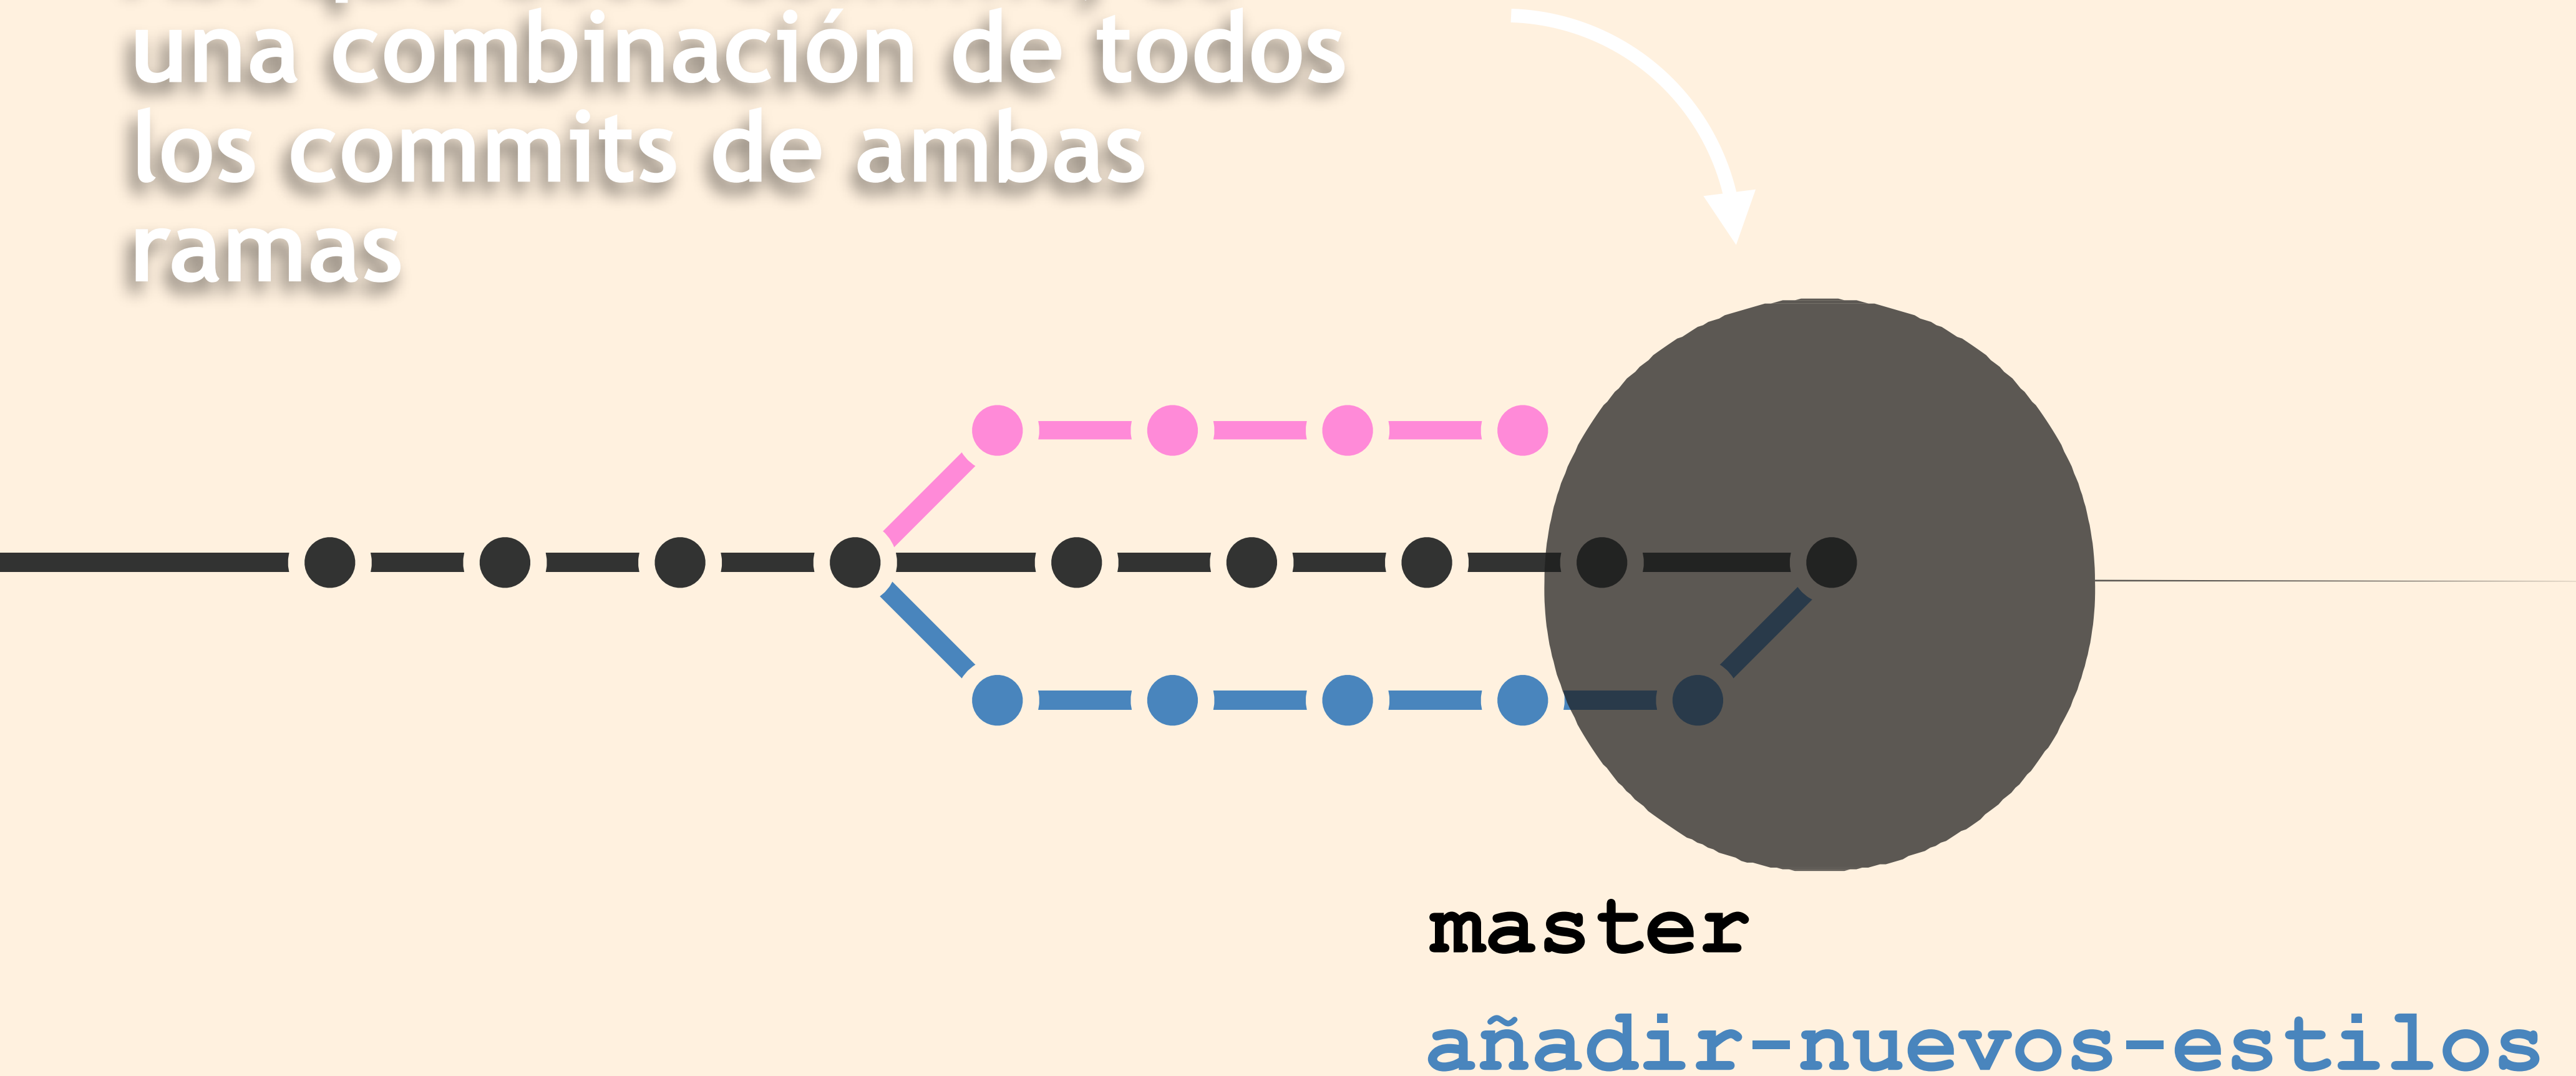 una combinación de todos
los commits de ambas
ramas
master
añadir-nuevos-estilos